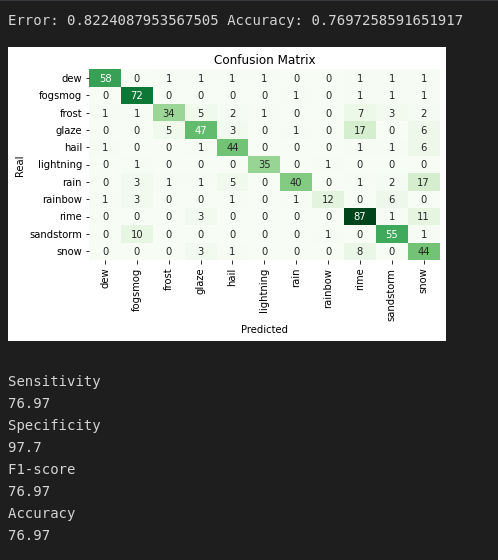 Error: 0.8224087953567505 Accuracy: 0.7697258591651917
Confusion Matrix
dew 58 0 1 1 1 1 0 0 1 1 1
fogsmog 0 72 0 0 0 0 1 0 1 1 1
frost 1 1 34 5 2 1 0 0 7 3 2
glaze 0 0 5 47 3 0 1 0 17 0 6
hail 1 0 0 1 44 0 0 0 1 1 6
lightning 0 1 0 0 0 35 0 1 0 0 0
rain 0 3 1 1 5 0 40 0 1 2 17
rainbow 1 3 0 0 1 0 1 12 0 6 0
rime 0 0 0 3 0 0 0 0 87 1 11
sandstorm 0 10 0 0 0 0 0 1 0 55 1
snow 0 0 0 3 1 0 0 0 8 0 44
Real
dew fogsmog frost glaze hail lightning rain rainbow rime sandstorm snow
Predicted
Sensitivity
76.97
Specificity
97.7
F1-score
76.97
Accuracy
76.97